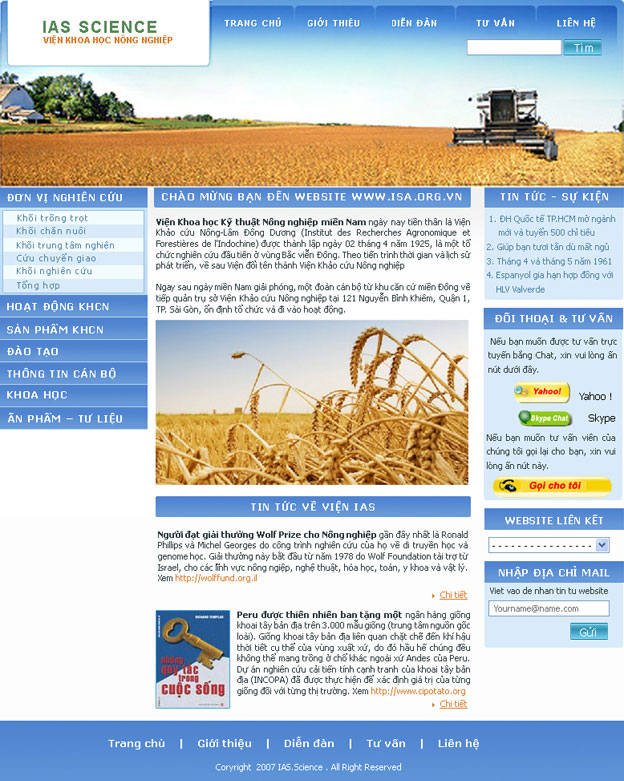 IAS SCIENCE
VIỆN KHOA HỌC NÔNG NGHIỆP
TRANG CHỦ
GIỚI THIỆU
DIỄN ĐÀN
TƯ VẤN
LIÊN HỆ
Tìm
ĐƠN VỊ NGHIÊN CỨU
Khối trồng trọt
Khối chăn nuôi
Khối trung tâm nghiên
Cứu chuyển giao
Khối nghiên cứu
Tổng hợp
HOẠT ĐỘNG KHCN
SẢN PHẨM KHCN
ĐÀO TẠO
THÔNG TIN CÁN BỘ
KHOA HỌC
ẤN PHẨM – TƯ LIỆU
CHÀO MỪNG BẠN ĐẾN WEBSITE WWW.ISA.ORG.VN
Viện Khoa học Kỹ thuật Nông nghiệp miền Nam ngày nay tiền thân là Viện
Khảo cứu Nông-Lâm Đông Dương (Institut des Recherches Agronomique et
Forestières de l'Indochine) được thành lập ngày 02 tháng 4 năm 1925, là một tổ
chức nghiên cứu đầu tiên ở vùng Bắc viễn Đông. Theo tiến trình thời gian và lịch sử
phát triển, về sau Viện đổi tên thành Viện Khảo cứu Nông nghiệp
Ngay sau ngày miền Nam giải phóng, một đoàn cán bộ từ khu căn cứ miền Đông về
tiếp quản trụ sở Viện Khảo cứu Nông nghiệp tại 121 Nguyễn Bỉnh Khiêm, Quận 1,
TP. Sài Gòn, ổn định tổ chức và đi vào hoạt động.
TIN TỨC VỀ VIỆN IAS
Người đạt giải thưởng Wolf Prize cho Nông nghiệp gần đây nhất là Ronald
Phillips và Michel Georges do công trình nghiên cứu của họ về di truyền học và
genome học. Giải thưởng này bắt đầu từ năm 1978 do Wolf Foundation tài trợ từ
Israel, cho các lĩnh vực nông ngiệp, nghệ thuật, hóa học, toán, y khoa và vật lý.
Xem http://wolffund.org.il
Chi tiết
RICHARD TEMPLAR
những
quy tắc
trong
cuộc sống
Peru được thiên nhiên ban tặng một ngân hàng giống
khoai tây bản địa trên 3.000 mẫu giống (trung tâm nguồn gốc
loài). Giống khoai tây bản địa liên quan chặt chẽ đến khí hậu
thời tiết cụ thể của vùng xuất xứ, do đó hầu hế chúng đều
không thể mang trồng ở chổ khác ngoài xứ Andes của Peru.
Dự án nghiên cứu cải tiến tính cạnh tranh của khoai tây bản
địa (INCOPA) đã được thực hiện để xác định giá trị của từng
giống đối với từng thị trường. Xem http://www.cipotato.org
Chi tiết
TIN TỨC - SỰ KIỆN
1. ĐH Quốc tế TP.HCM mở ngành
mới và tuyển 500 chỉ tiêu
2. Giúp bạn tươi tắn dù mất ngủ
3. Tháng 4 và tháng 5 năm 1961
4. Espanyol gia hạn hợp đồng với
HLV Valverde
ĐỐI THOẠI & TƯ VẤN
Nếu bạn muốn được tư vấn trực
tuyến bằng Chat, xin vui lòng ấn
nút dưới đây.
Yahoo!
Yahoo !
Skype Chat
Skype
Nếu bạn muốn tư vấn viên của
chúng tôi gọi lại cho bạn, xin vui
lòng ấn nút này.
Gọi cho tôi
WEBSITE LIÊN KẾT
NHẬP ĐỊA CHỈ MAIL
Viet vao de nhan tin tu website
Yourname@name.com
Gửi
Trang chủ | Giới thiệu | Diễn đàn | Tư vấn | Liên hệ
Copyright 2007 IAS.Science . All Right Reserved